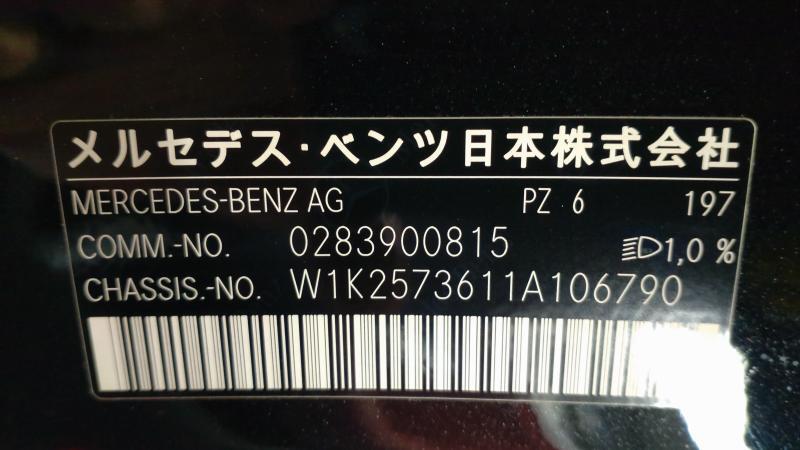 メルセデス・ベンツ日本株式会社
MERCEDES-BENZ AG PZ 6 197
COMM.-NO. 0283900815 1,0 %
CHASSIS.-NO. W1K2573611A106790